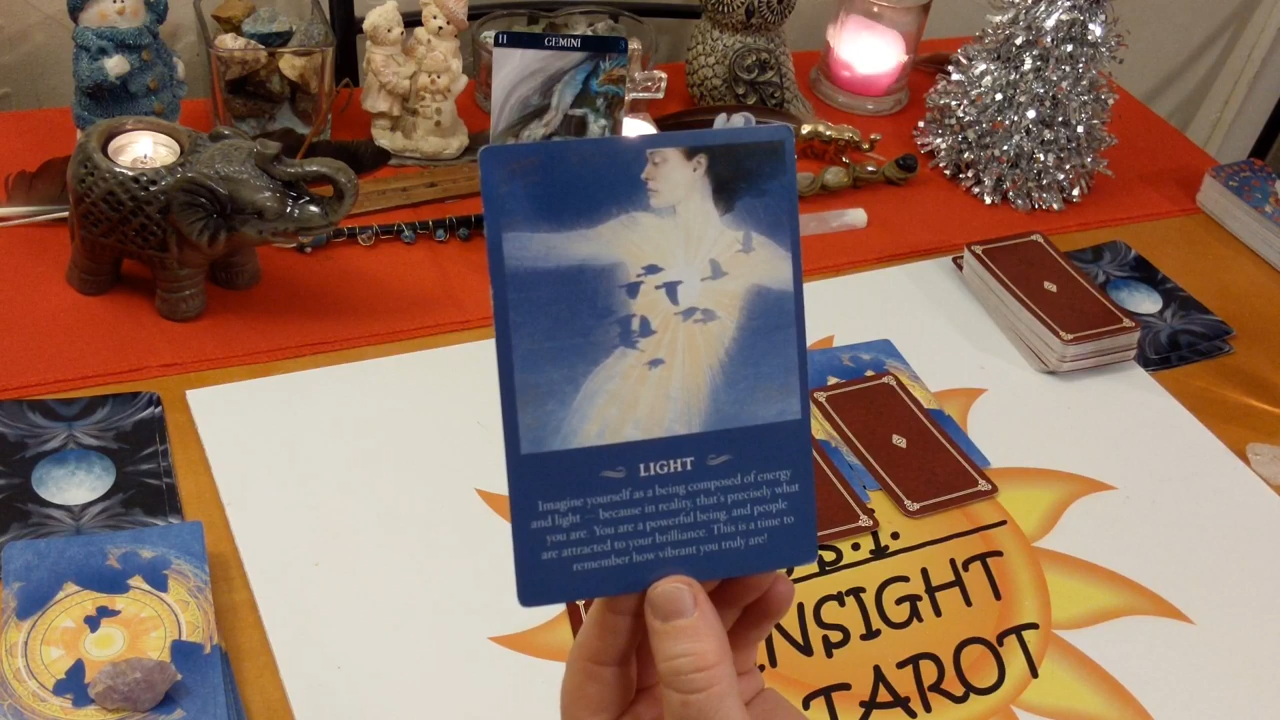 II GEMINI
LIGHT
Imagine yourself as a being composed of energy
and light — because in reality, that's precisely what
you are. You are a powerful being, and people
are attracted to your brilliance. This is a time to
remember how vibrant you truly are!
S.I.
INSIGHT
TAROT